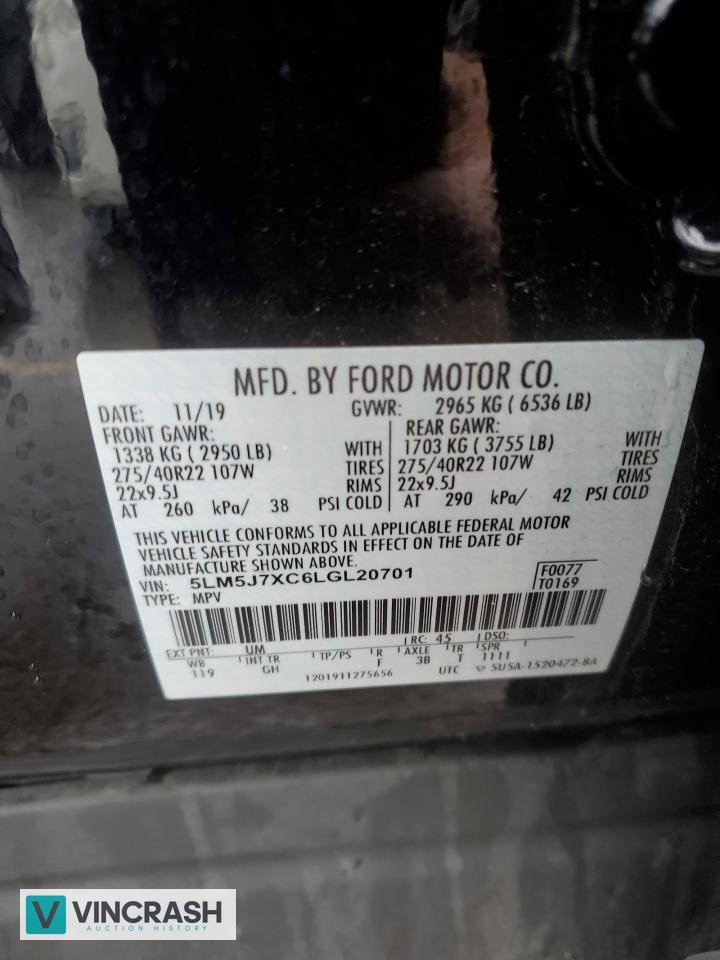 MFD. BY FORD MOTOR CO.
DATE: 11/19 GVWR: 2965 KG ( 6536 LB)
FRONT GAWR: REAR GAWR:
1338 KG ( 2950 LB) WITH 1703 KG ( 3755 LB) WITH
275/40R22 107W TIRES 275/40R22 107W TIRES
22x9.5J RIMS 22x9.5J RIMS
AT 260 kPa/ 38 PSI COLD AT 290 kPa/ 42 PSI COLD
THIS VEHICLE CONFORMS TO ALL APPLICABLE FEDERAL MOTOR
VEHICLE SAFETY STANDARDS IN EFFECT ON THE DATE OF
MANUFACTURE SHOWN ABOVE.
VIN: 5LM5J7XC6LGL20701 F0077
TYPE: MPV T0169
EXT PNT: UM RC: 45 DSO:
WB INT TR TP/PS R AXLE TR SPR
119 GH F 3B T 1111
1201911275656 UTC 5U5A-1520472-BA
VINCRASH
AUCTION HISTORY